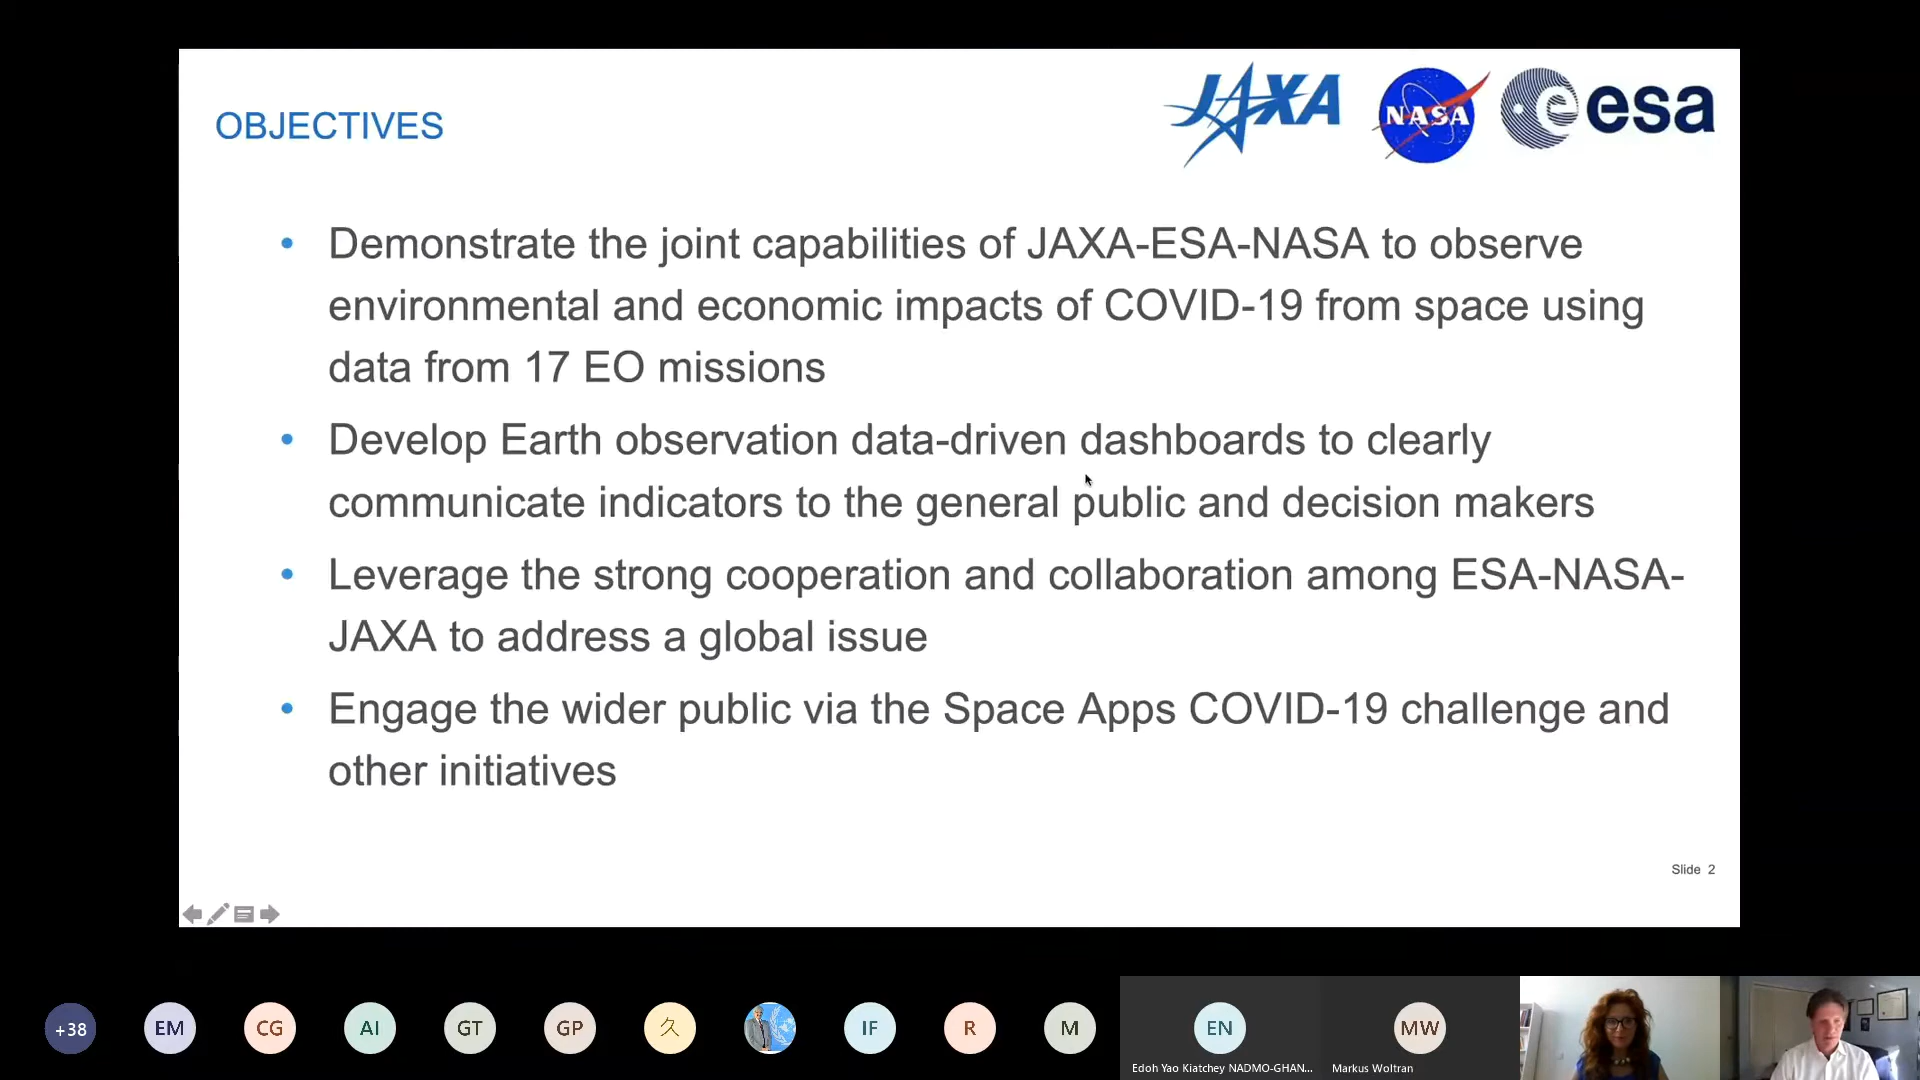 JAXA
NASA
esa
OBJECTIVES
• Demonstrate the joint capabilities of JAXA-ESA-NASA to observe
environmental and economic impacts of COVID-19 from space using
data from 17 EO missions
• Develop Earth observation data-driven dashboards to clearly
communicate indicators to the general public and decision makers
• Leverage the strong cooperation and collaboration among ESA-NASA-
JAXA to address a global issue
• Engage the wider public via the Space Apps COVID-19 challenge and
other initiatives
Slide 2
+38
EM
CG
AI
GT
GP
久
IF
R
M
EN
MW
Edoh Yao Kiatchey NADMO-GHAN...
Markus Woltran